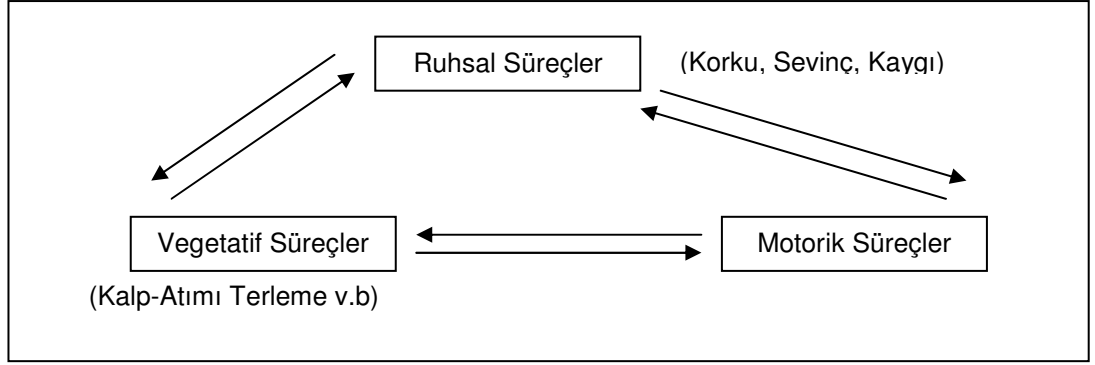 Ruhsal Süreçler
(Korku, Sevinç, Kaygı)
Vegetatif Süreçler
Motorik Süreçler
(Kalp-Atımı Terleme v.b)